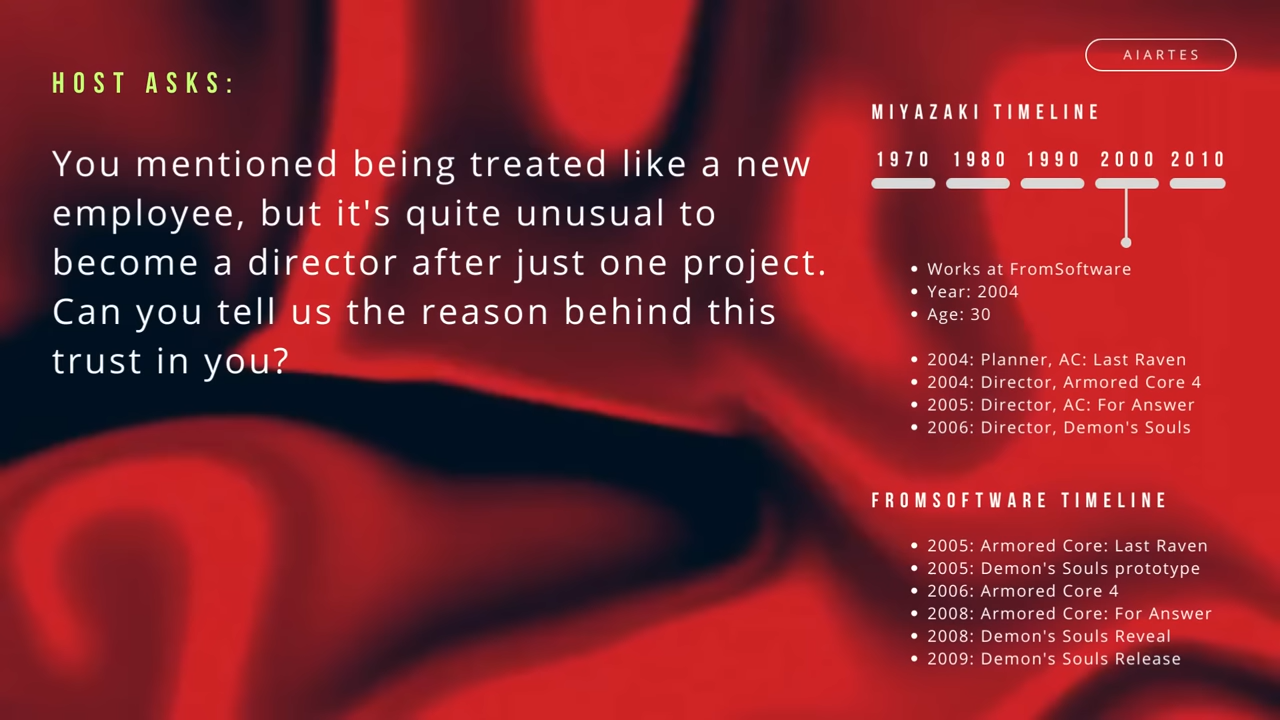 HOST ASKS:
You mentioned being treated like a new
employee, but it's quite unusual to
become a director after just one project.
Can you tell us the reason behind this
trust in you?
AIARTES
MIYAZAKI TIMELINE
1970 1980 1990 2000 2010
• Works at FromSoftware
• Year: 2004
• Age: 30
• 2004: Planner, AC: Last Raven
• 2004: Director, Armored Core 4
• 2005: Director, AC: For Answer
• 2006: Director, Demon's Souls
FROMSOFTWARE TIMELINE
• 2005: Armored Core: Last Raven
• 2005: Demon's Souls prototype
• 2006: Armored Core 4
• 2008: Armored Core: For Answer
• 2008: Demon's Souls Reveal
• 2009: Demon's Souls Release